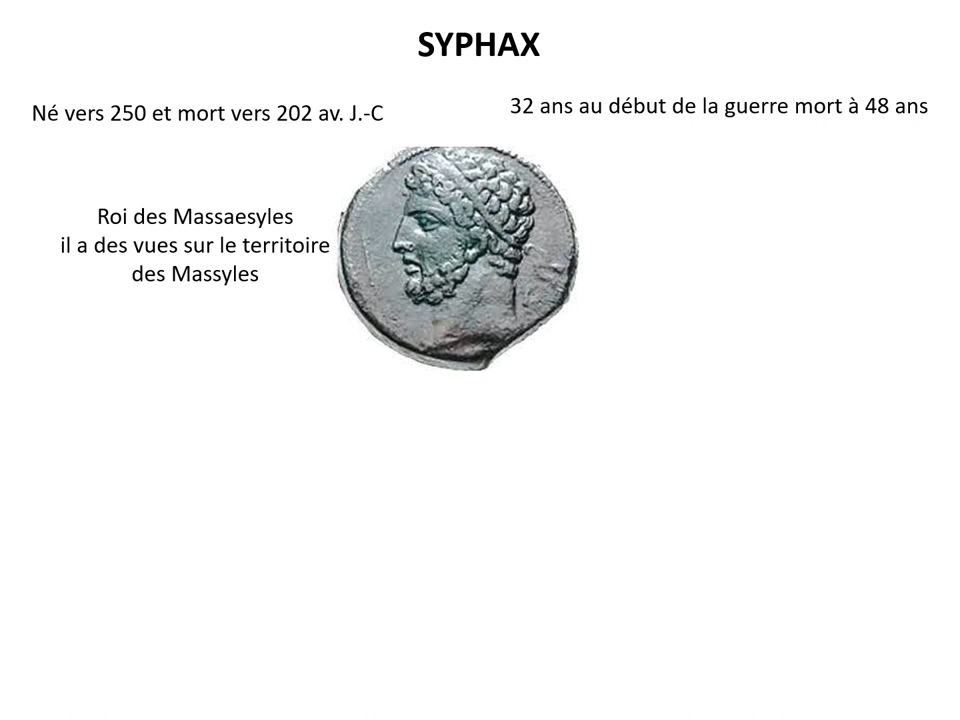 SYPHAX
Né vers 250 et mort vers 202 av. J.-C
32 ans au début de la guerre mort à 48 ans
Roi des Massaesyles
il a des vues sur le territoire
des Massyles